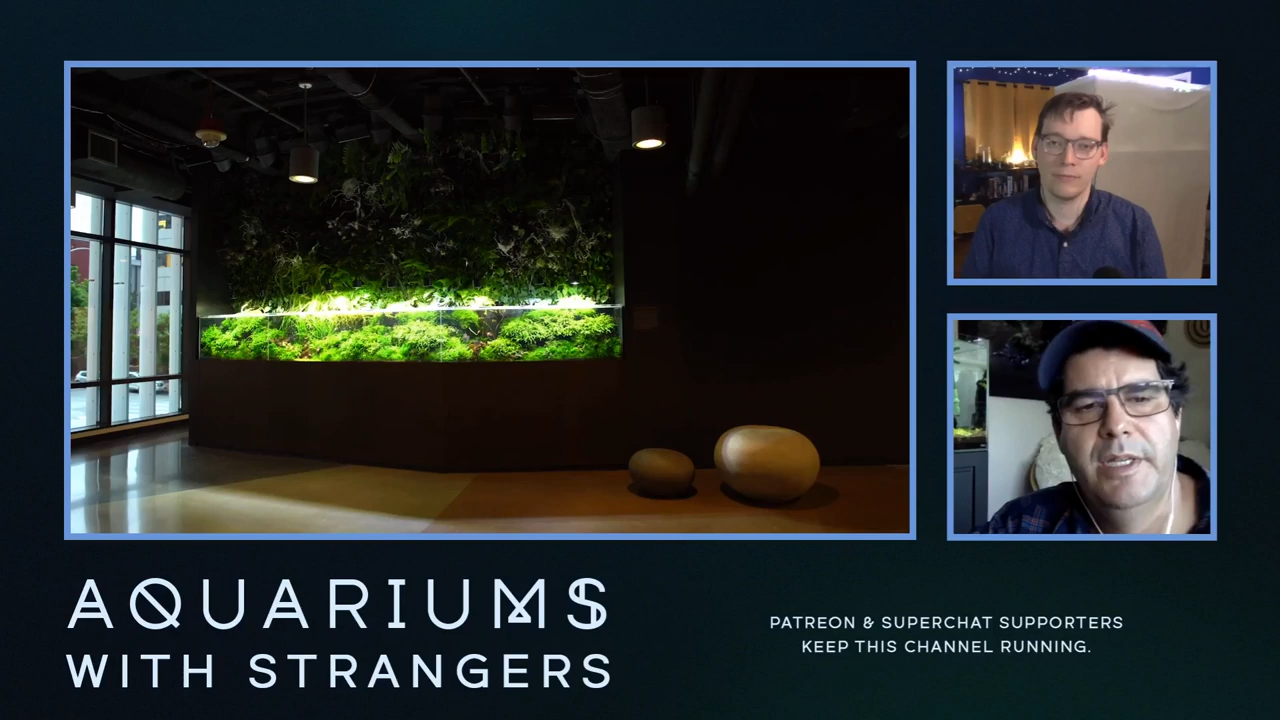 AQUARIUMS
WITH STRANGERS
PATREON & SUPERCHAT SUPPORTERS
KEEP THIS CHANNEL RUNNING.